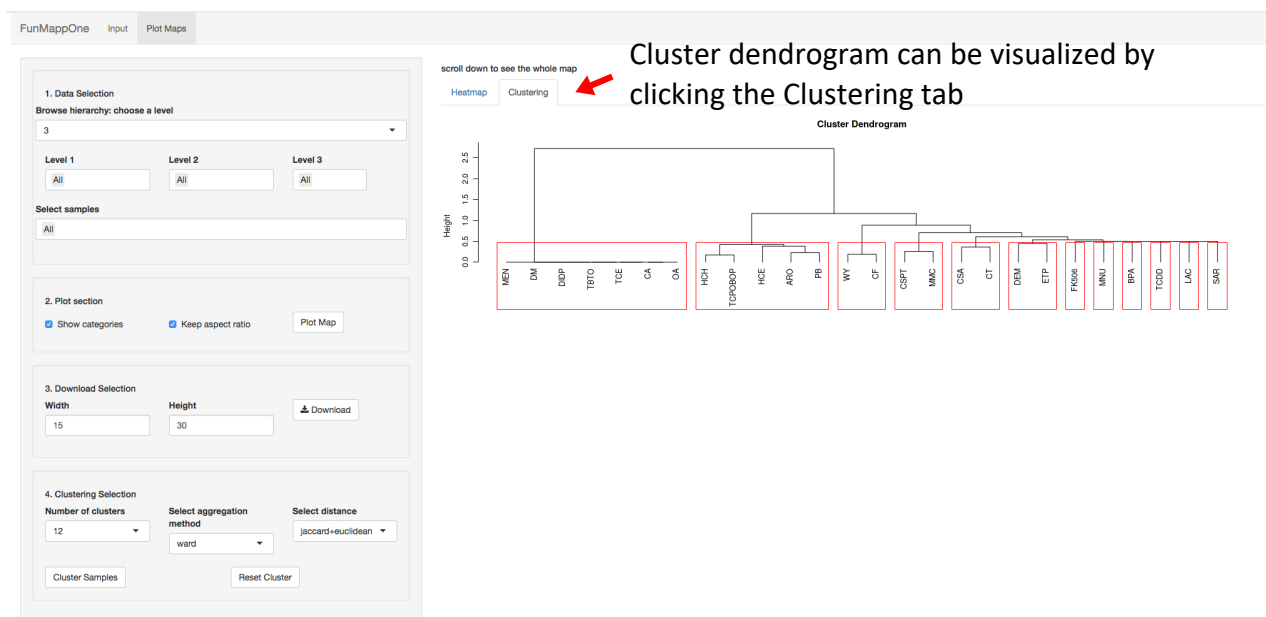 FunMappOne Input Plot Maps
Cluster dendrogram can be visualized by
clicking the Clustering tab
scroll down to see the whole map
Heatmap Clustering
1. Data Selection
Browse hierarchy: choose a level
3
Level 1 Level 2 Level 3
All All All
Select samples
All
2. Plot section
Show categories Keep aspect ratio Plot Map
3. Download Selection
Width Height
15 30 Download
4. Clustering Selection
Number of clusters Select aggregation method Select distance
12 ward jaccard+euclidean
Cluster Samples Reset Cluster
Cluster Dendrogram
Height
2.5
2.0
1.5
1.0
0.5
0.0
MEN DM DIDP TBTO TCE CA OA HCH TCPOBOP HCE ARO PB WY CF CSPT MMC CSA CT DEM ETP FK506 MNU BPA TCDD LAC SAR